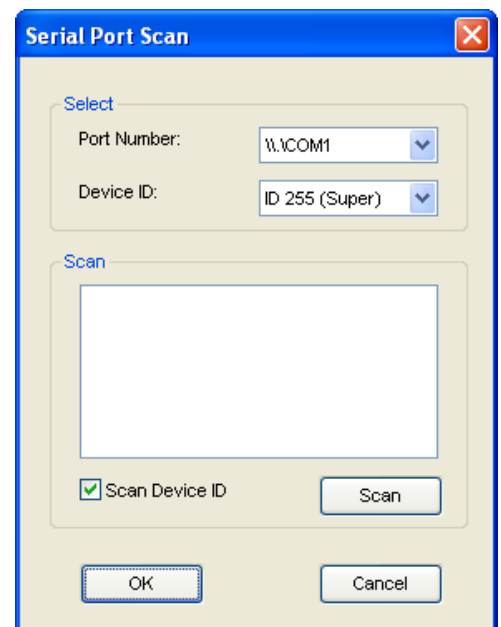 Serial Port Scan
Select
Port Number: \\.\COM1
Device ID: ID 255 (Super)
Scan
Scan Device ID Scan
OK Cancel